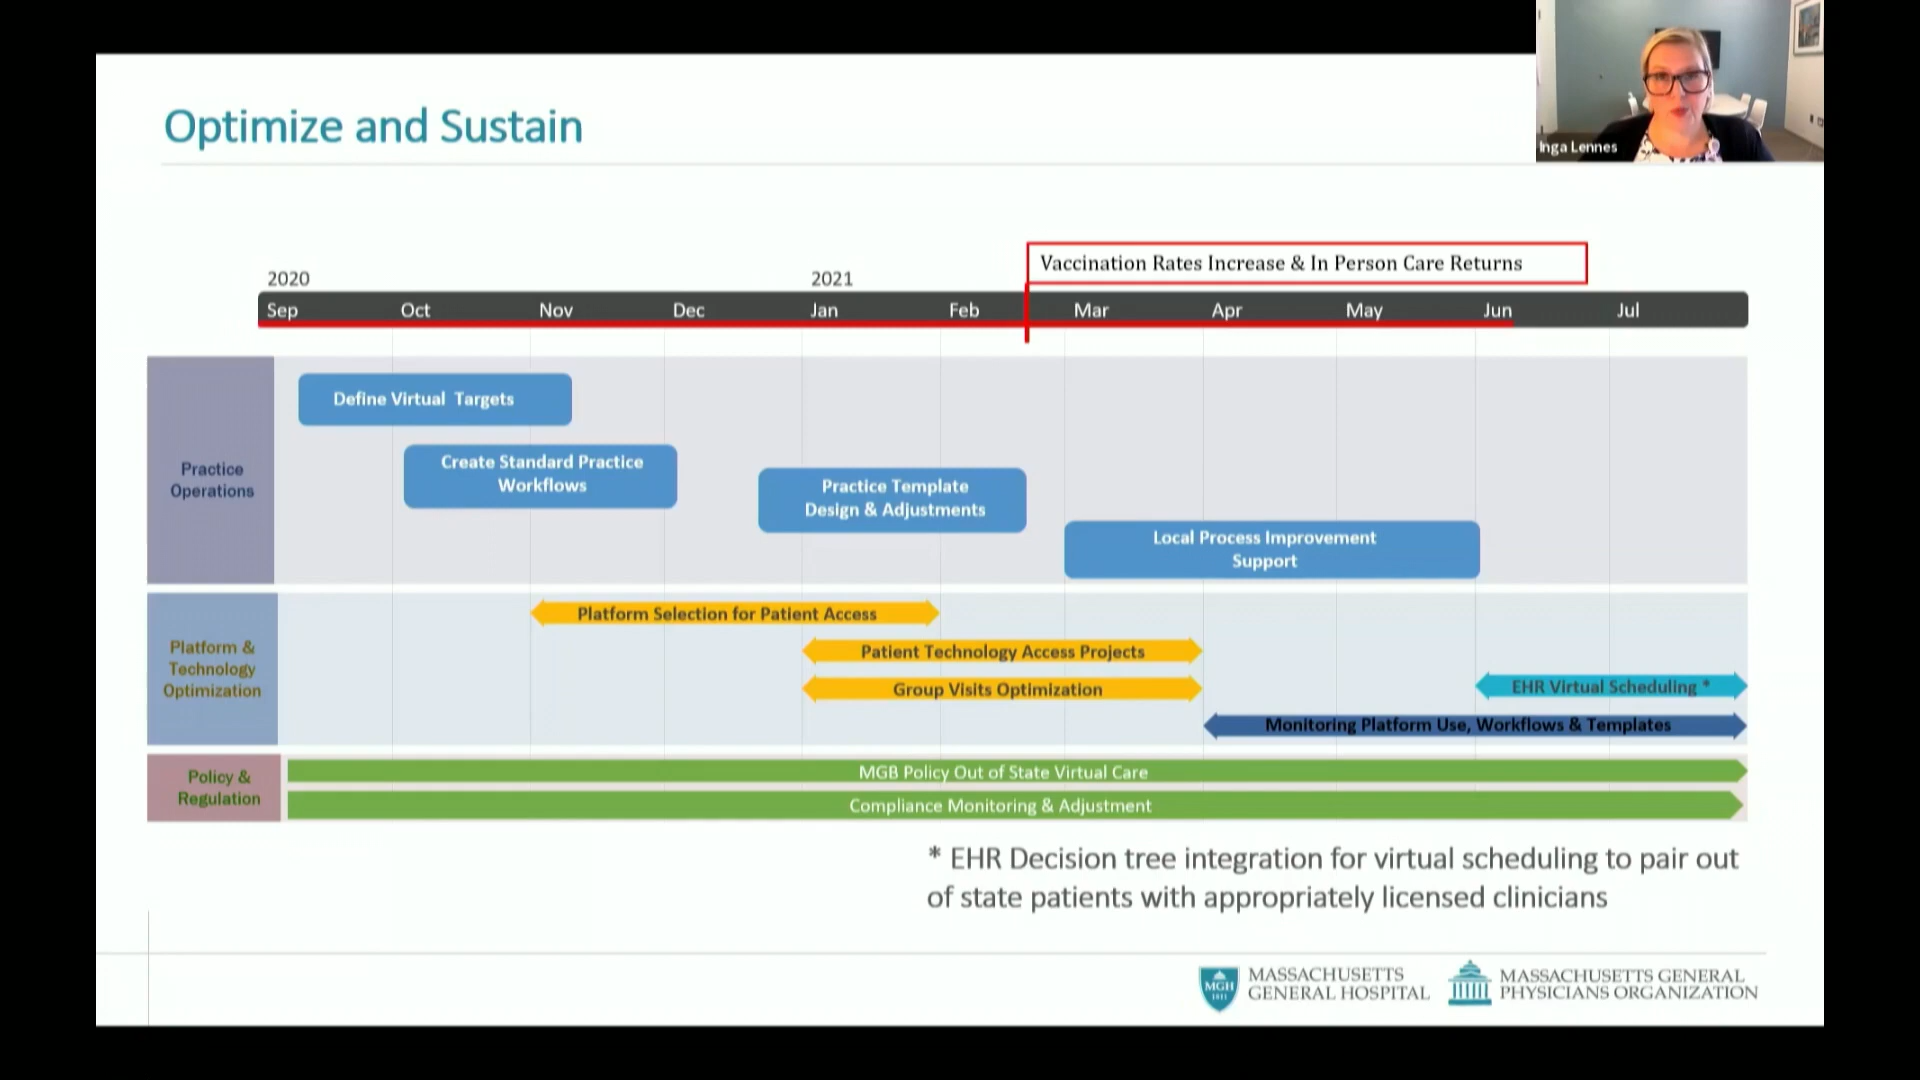 Optimize and Sustain
Inga Lennes
Vaccination Rates Increase & In Person Care Returns
2020
2021
Sep
Oct
Nov
Dec
Jan
Feb
Mar
Apr
May
Jun
Jul
Practice
Operations
Define Virtual Targets
Create Standard Practice
Workflows
Practice Template
Design & Adjustments
Local Process Improvement
Support
Platform &
Technology
Optimization
Platform Selection for Patient Access
Patient Technology Access Projects
Group Visits Optimization
EHR Virtual Scheduling *
Monitoring Platform Use, Workflows & Templates
Policy &
Regulation
MGB Policy Out of State Virtual Care
Compliance Monitoring & Adjustment
* EHR Decision tree integration for virtual scheduling to pair out
of state patients with appropriately licensed clinicians
MGH
1811
MASSACHUSETTS
GENERAL HOSPITAL
MASSACHUSETTS GENERAL
PHYSICIANS ORGANIZATION